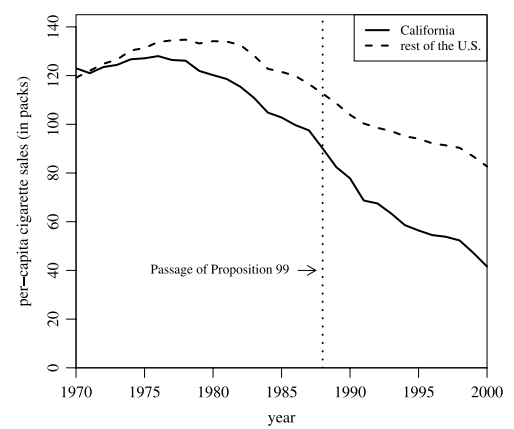 California
rest of the U.S.
per−capita cigarette sales (in packs)
140
120
100
80
60
40
20
0
Passage of Proposition 99
1970 1975 1980 1985 1990 1995 2000
year